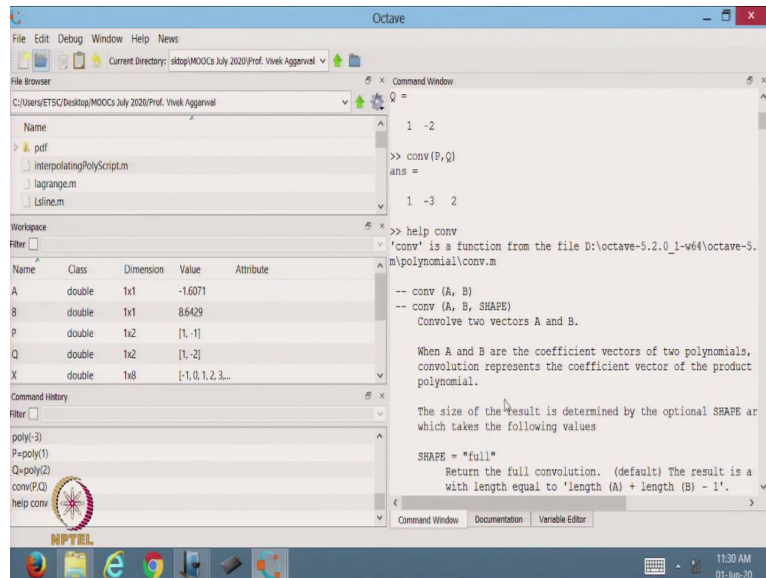 Octave
File Edit Debug Window Help News
Current Directory: sktop\MOOCs July 2020\Prof. Vivek Aggarwal
File Browser
C:/Users/ETSC/Desktop/MOOCs July 2020/Prof. Vivek Aggarwal
Name
pdf
interpolatingPolyScript.m
lagrange.m
Lsline.m
Workspace
Filter
Name Class Dimension Value Attribute
A double 1x1 -1.6071
B double 1x1 8.6429
P double 1x2 [1, -1]
Q double 1x2 [1, -2]
X double 1x8 [-1, 0, 1, 2, 3,...
Command History
Filter
poly(-3)
P=poly(1)
Q=poly(2)
conv(P,Q)
help conv
Command Window
Q =
1 -2
>> conv(P,Q)
ans =
1 -3 2
>> help conv
'conv' is a function from the file D:\octave-5.2.0_1-w64\octave-5.
m\polynomial\conv.m
-- conv (A, B)
-- conv (A, B, SHAPE)
Convolve two vectors A and B.
When A and B are the coefficient vectors of two polynomials,
convolution represents the coefficient vector of the product
polynomial.
The size of the result is determined by the optional SHAPE ar
which takes the following values
SHAPE = "full"
Return the full convolution. (default) The result is a
with length equal to 'length (A) + length (B) - 1'.
Command Window Documentation Variable Editor
NPTEL
11:30 AM
01-Jun-20